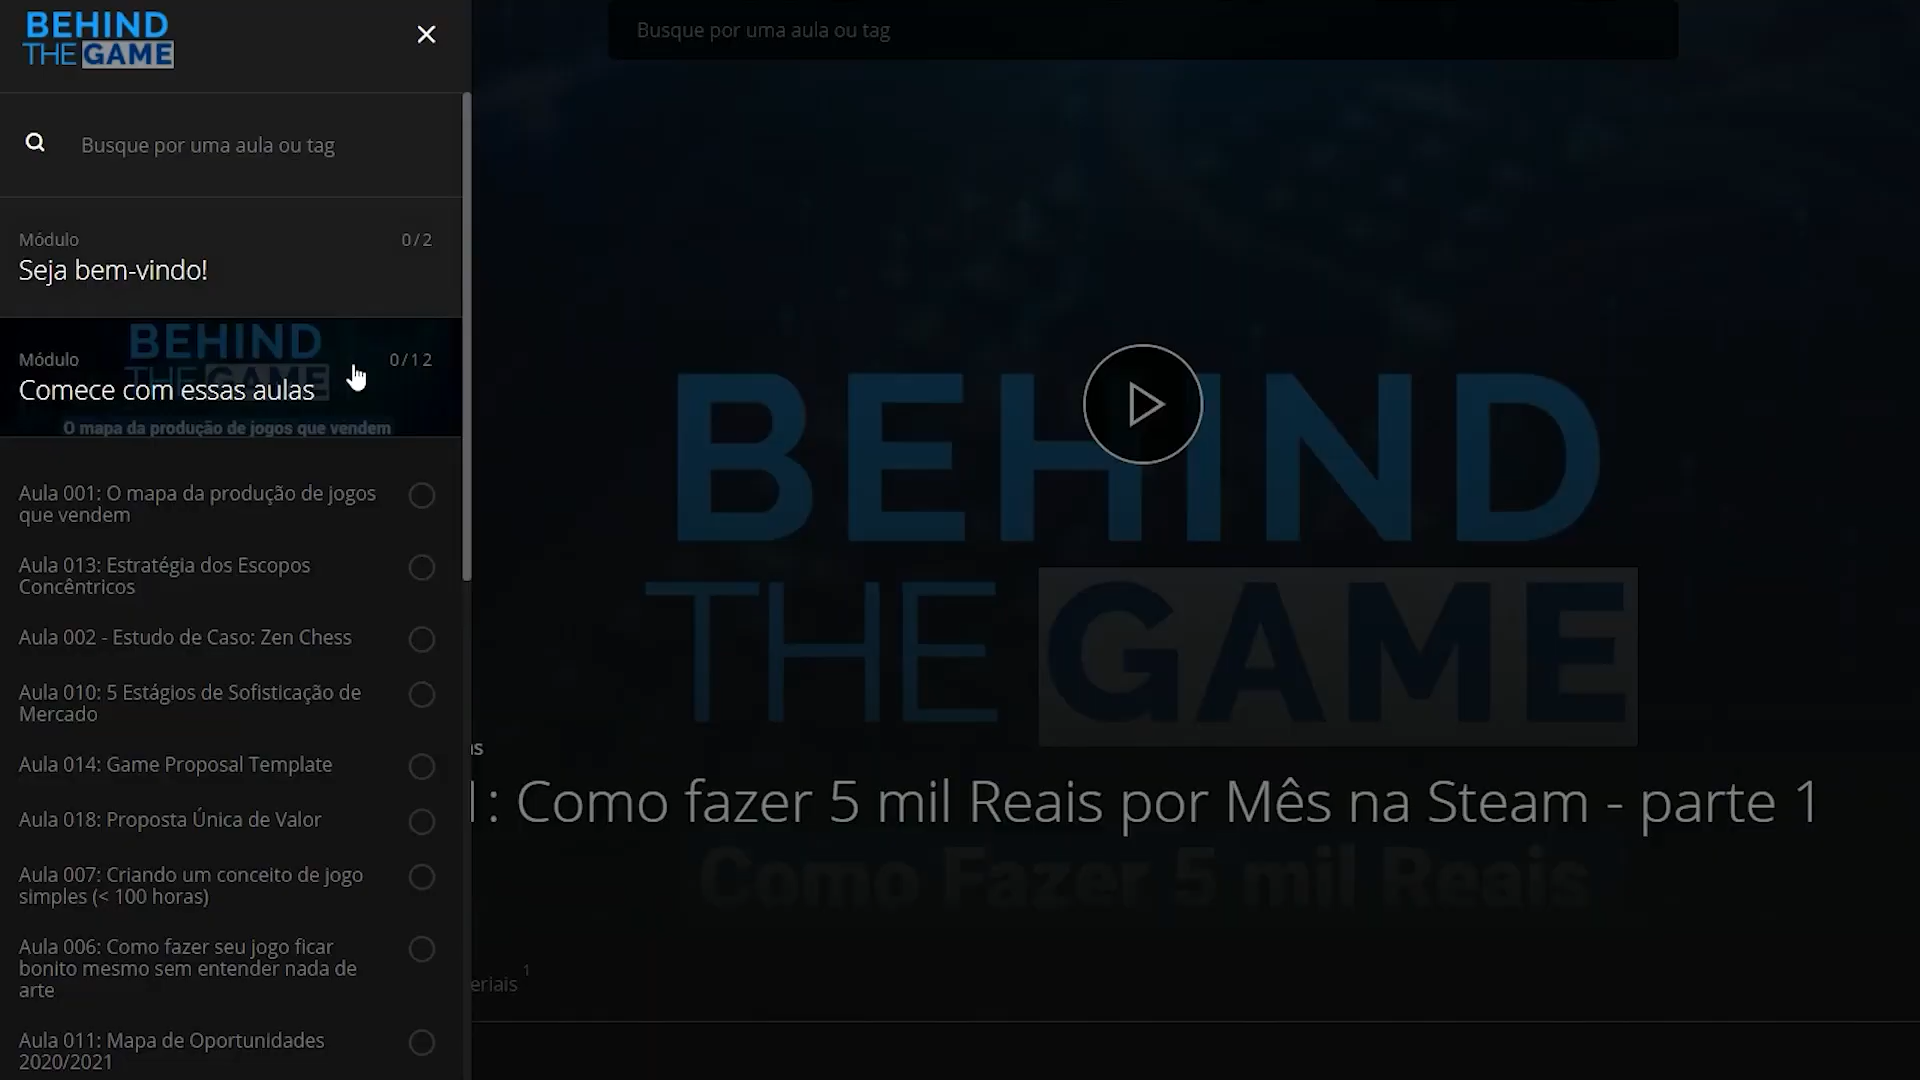 BEHIND
THE GAME
Busque por uma aula ou tag
Módulo
0/2
Seja bem-vindo!
BEHIND
THE GAME
Módulo
0/12
Comece com essas aulas
O mapa da produção de jogos que vendem
Aula 001: O mapa da produção de jogos
que vendem
Aula 013: Estratégia dos Escopos
Concêntricos
Aula 002 - Estudo de Caso: Zen Chess
Aula 010: 5 Estágios de Sofisticação de
Mercado
Aula 014: Game Proposal Template
Aula 018: Proposta Única de Valor
Aula 007: Criando um conceito de jogo
simples (< 100 horas)
Aula 006: Como fazer seu jogo ficar
bonito mesmo sem entender nada de
arte
Aula 011: Mapa de Oportunidades
2020/2021
Busque por uma aula ou tag
BEHIND
THE GAME
as
1: Como fazer 5 mil Reais por Mês na Steam - parte 1
Como Fazer 5 mil Reais
eriais 1